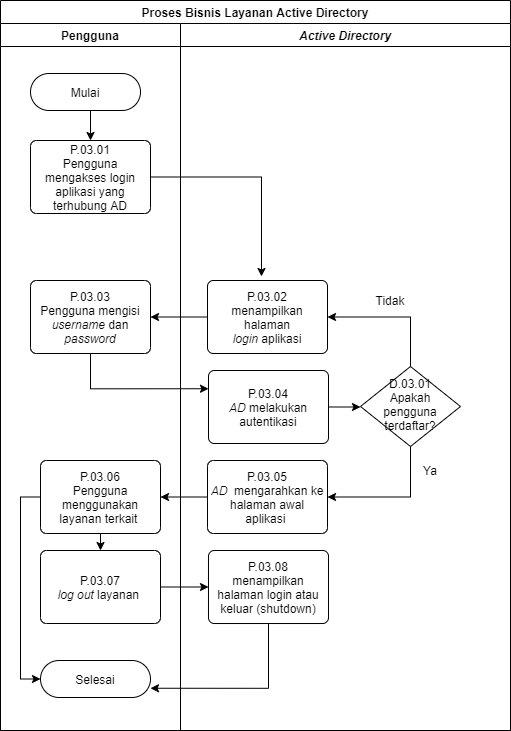 Proses Bisnis Layanan Active Directory
Pengguna
Active Directory
Mulai
P.03.01
Pengguna
mengakses login
aplikasi yang
terhubung AD
P.03.03
Pengguna mengisi
username dan
password
P.03.02
menampilkan
halaman
login aplikasi
Tidak
P.03.04
AD melakukan
autentikasi
D.03.01
Apakah
pengguna
terdaftar?
Ya
P.03.06
Pengguna
menggunakan
layanan terkait
P.03.05
AD mengarahkan ke
halaman awal
aplikasi
P.03.07
log out layanan
P.03.08
menampilkan
halaman login atau
keluar (shutdown)
Selesai